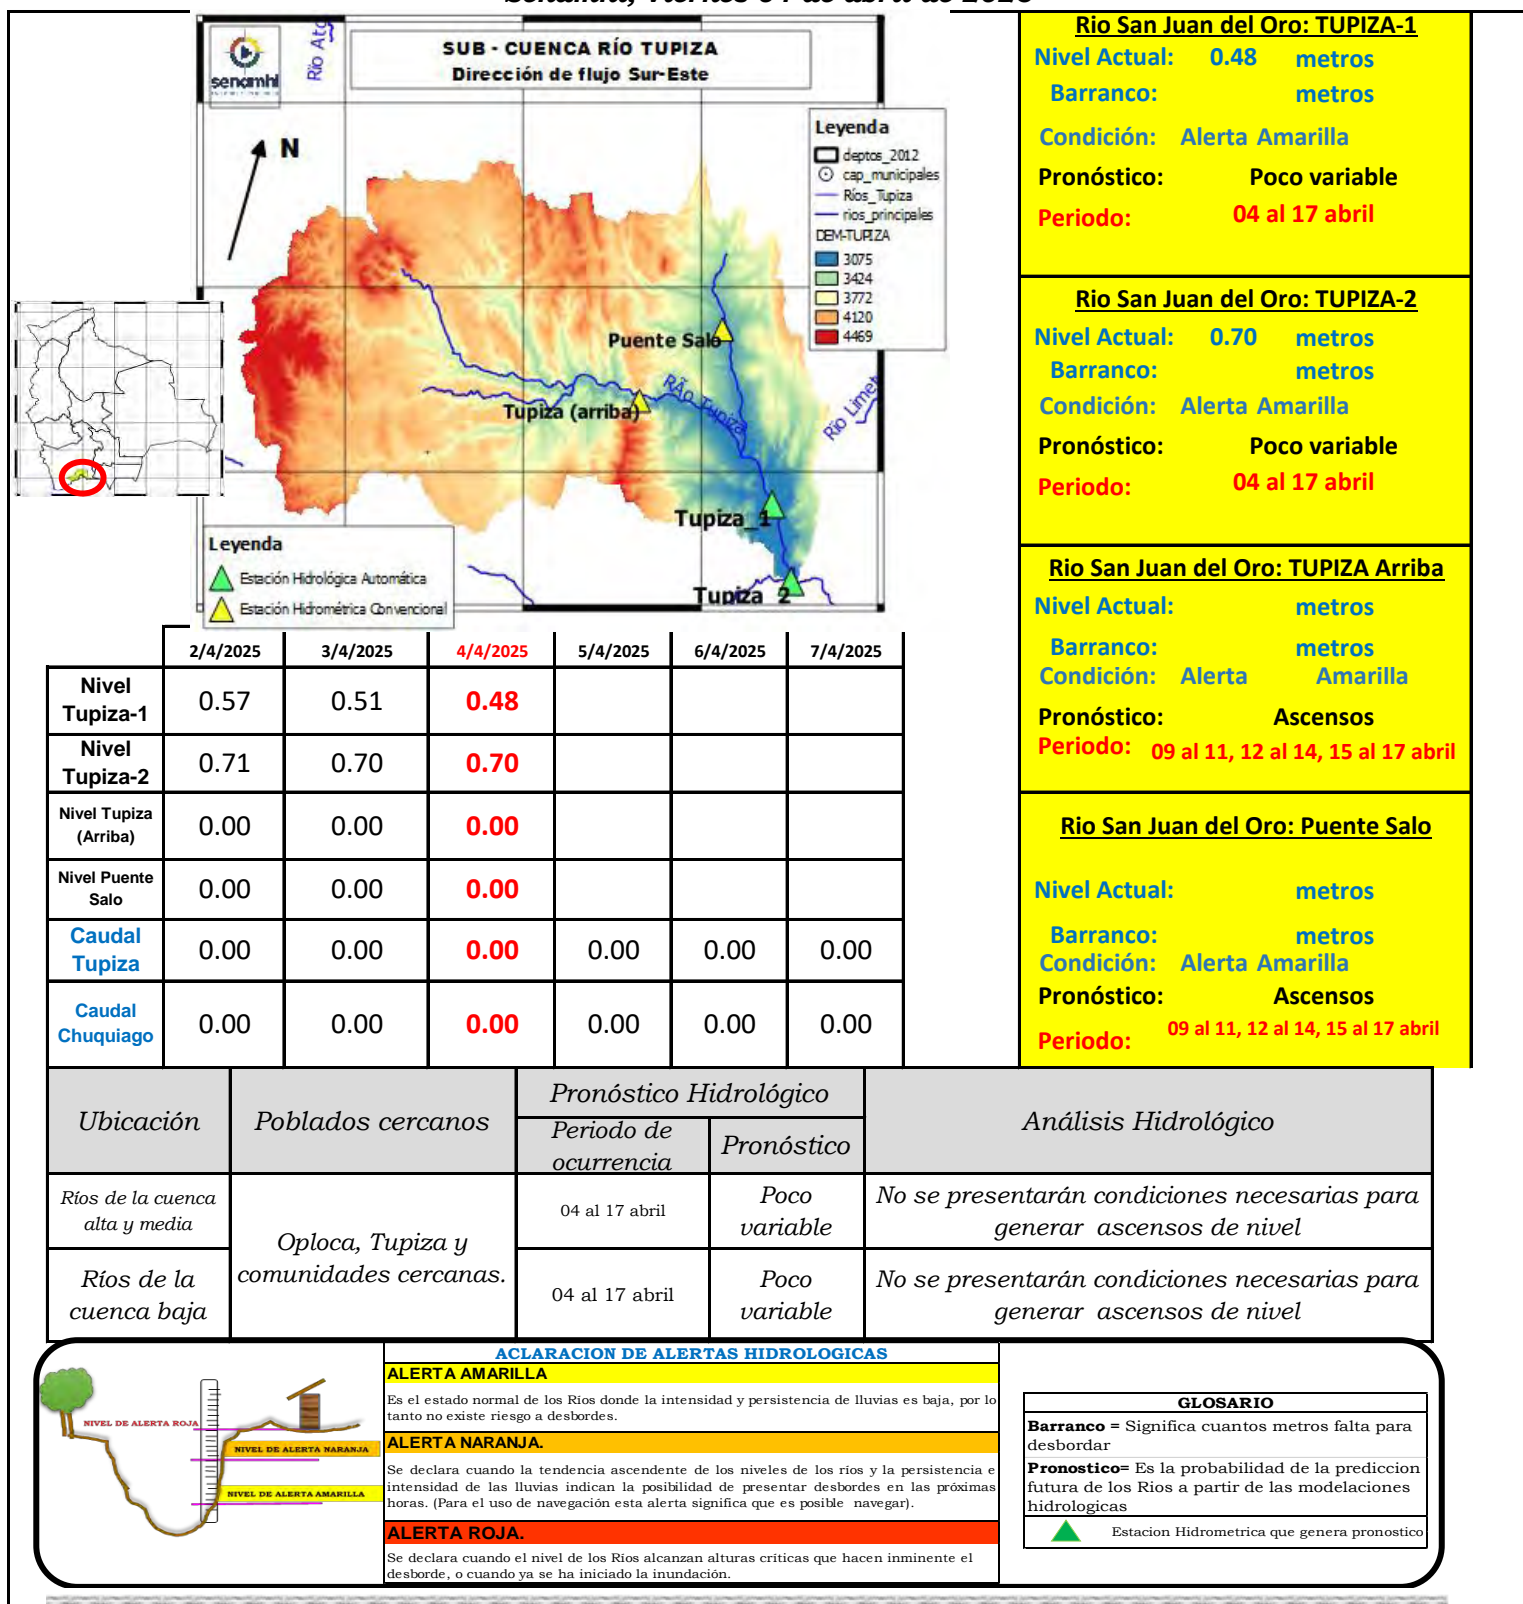 senamhi
Río Ato
SUB - CUENCA RÍO TUPIZA
Dirección de flujo Sur-Este
N
Leyenda
deptos_2012
cap_municipales
Ríos_Tupiza
rios_principales
DEM-TUPIZA
3075
3424
3772
4120
4469
Puente Salo
RÃo Tupiza
Tupiza (arriba)
Río Limet
Tupiza_1
Tupiza_2
Leyenda
Estación Hidrológica Automática
Estación Hidrométrica Convencional
Rio San Juan del Oro: TUPIZA-1
Nivel Actual: 0.48 metros
Barranco: metros
Condición: Alerta Amarilla
Pronóstico: Poco variable
Periodo: 04 al 17 abril
Rio San Juan del Oro: TUPIZA-2
Nivel Actual: 0.70 metros
Barranco: metros
Condición: Alerta Amarilla
Pronóstico: Poco variable
Periodo: 04 al 17 abril
Rio San Juan del Oro: TUPIZA Arriba
Nivel Actual: metros
Barranco: metros
Condición: Alerta Amarilla
Pronóstico: Ascensos
Periodo: 09 al 11, 12 al 14, 15 al 17 abril
Rio San Juan del Oro: Puente Salo
Nivel Actual: metros
Barranco: metros
Condición: Alerta Amarilla
Pronóstico: Ascensos
Periodo: 09 al 11, 12 al 14, 15 al 17 abril
2/4/2025 3/4/2025 4/4/2025 5/4/2025 6/4/2025 7/4/2025
Nivel
Tupiza-1 0.57 0.51 0.48
Nivel
Tupiza-2 0.71 0.70 0.70
Nivel Tupiza
(Arriba) 0.00 0.00 0.00
Nivel Puente
Salo 0.00 0.00 0.00
Caudal
Tupiza 0.00 0.00 0.00 0.00 0.00 0.00
Caudal
Chuquiago 0.00 0.00 0.00 0.00 0.00 0.00
Ubicación Poblados cercanos Pronóstico Hidrológico Análisis Hidrológico
Periodo de
ocurrencia Pronóstico
Ríos de la cuenca
alta y media
Oploca, Tupiza y
comunidades cercanas.
04 al 17 abril
Poco
variable
No se presentarán condiciones necesarias para
generar ascensos de nivel
Ríos de la
cuenca baja
04 al 17 abril
Poco
variable
No se presentarán condiciones necesarias para
generar ascensos de nivel
NIVEL DE ALERTA ROJA
NIVEL DE ALERTA NARANJA
NIVEL DE ALERTA AMARILLA
ACLARACION DE ALERTAS HIDROLOGICAS
ALERTA AMARILLA
Es el estado normal de los Rios donde la intensidad y persistencia de lluvias es baja, por lo
tanto no existe riesgo a desbordes.
ALERTA NARANJA.
Se declara cuando la tendencia ascendente de los niveles de los ríos y la persistencia e
intensidad de las lluvias indican la posibilidad de presentar desbordes en las próximas
horas. (Para el uso de navegación esta alerta significa que es posible navegar).
ALERTA ROJA.
Se declara cuando el nivel de los Ríos alcanzan alturas críticas que hacen inminente el
desborde, o cuando ya se ha iniciado la inundación.
GLOSARIO
Barranco = Significa cuantos metros falta para
desbordar
Pronostico= Es la probabilidad de la prediccion
futura de los Rios a partir de las modelaciones
hidrologicas
Estacion Hidrometrica que genera pronostico